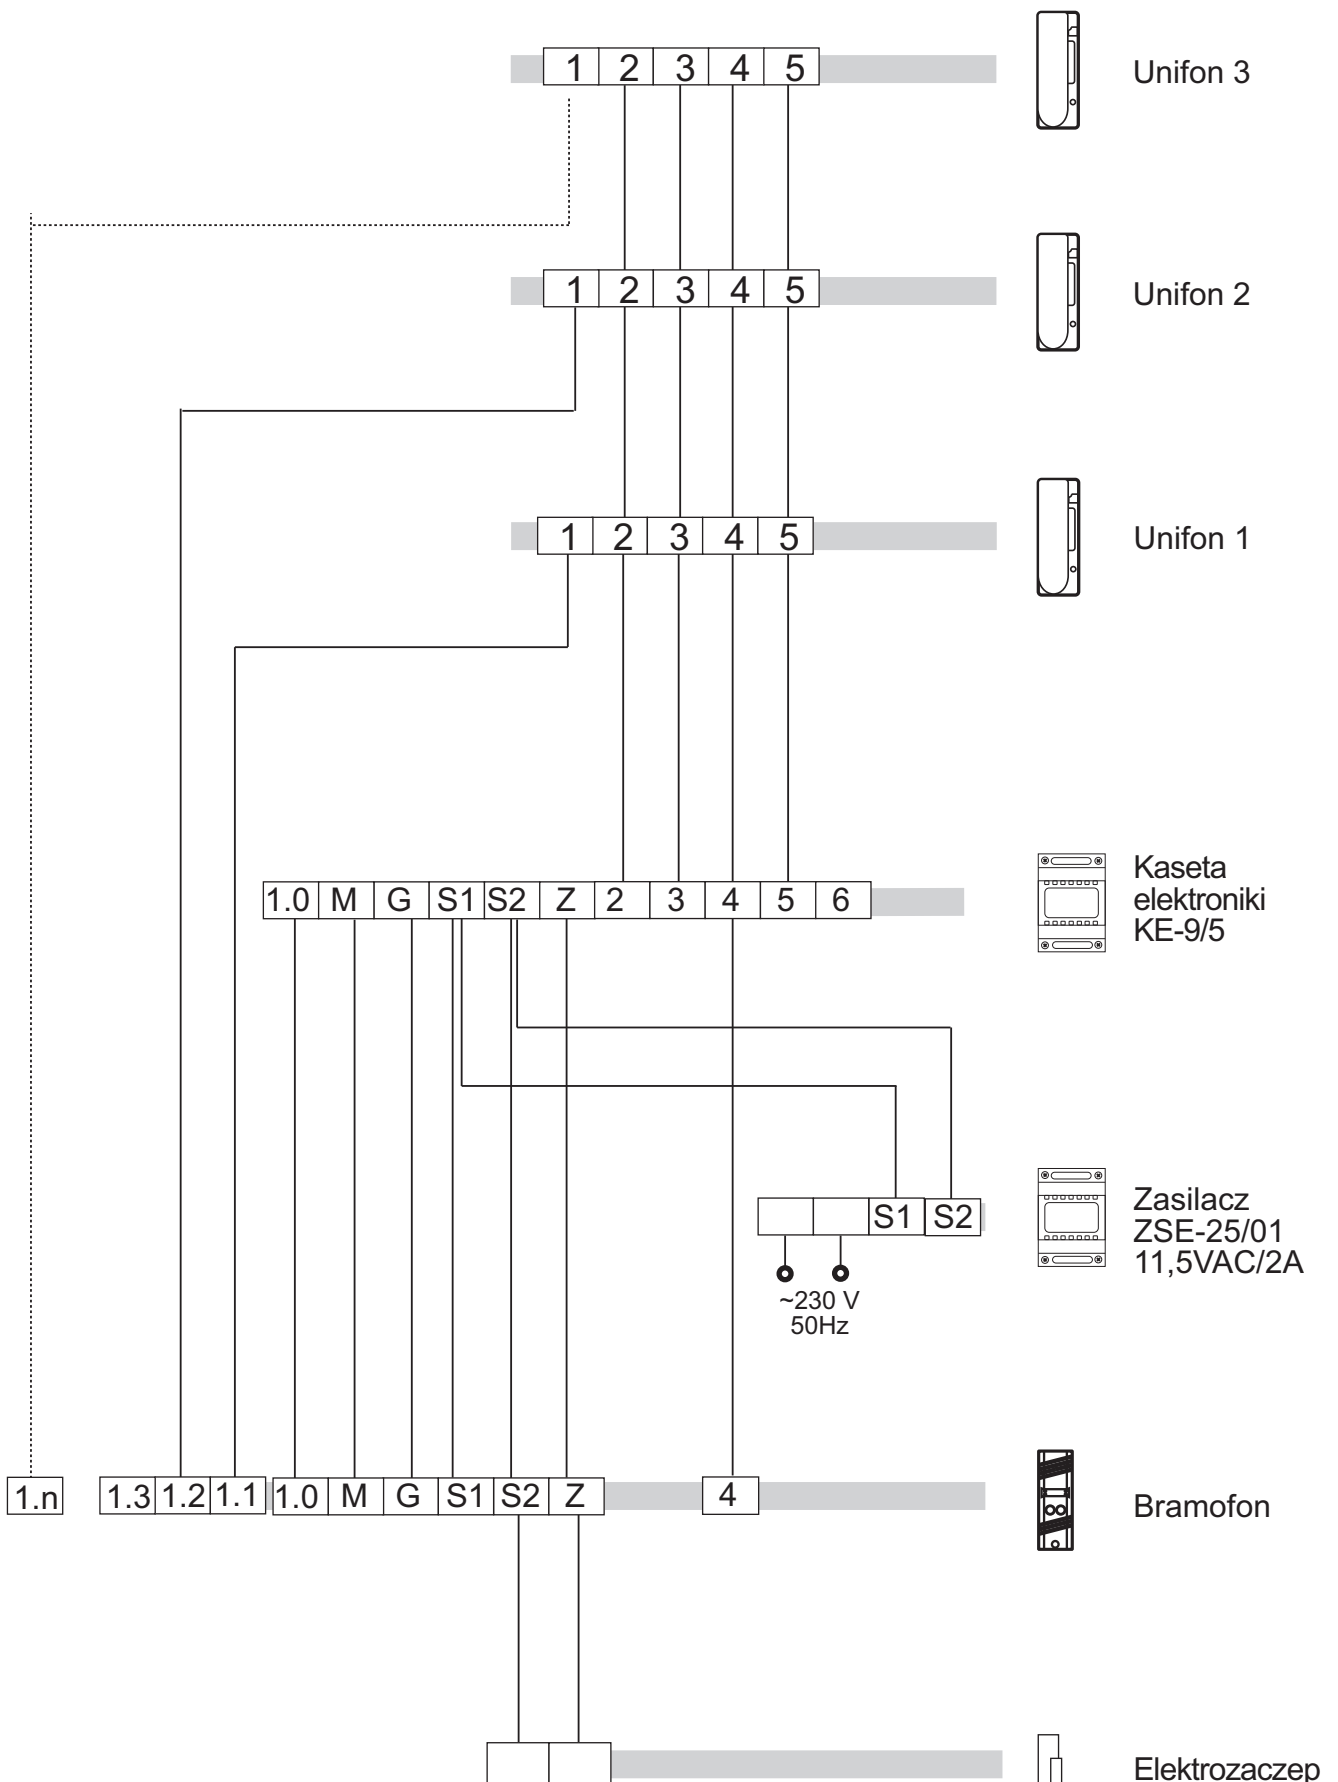 1 2 3 4 5
Unifon 3
1 2 3 4 5
Unifon 2
1 2 3 4 5
Unifon 1
1.0 M G S1 S2 Z 2 3 4 5 6
Kaseta
elektroniki
KE-9/5
S1 S2
~230 V
50Hz
Zasilacz
ZSE-25/01
11,5VAC/2A
1.n 1.3 1.2 1.1 1.0 M G S1 S2 Z 4
Bramofon
Elektrozaczep